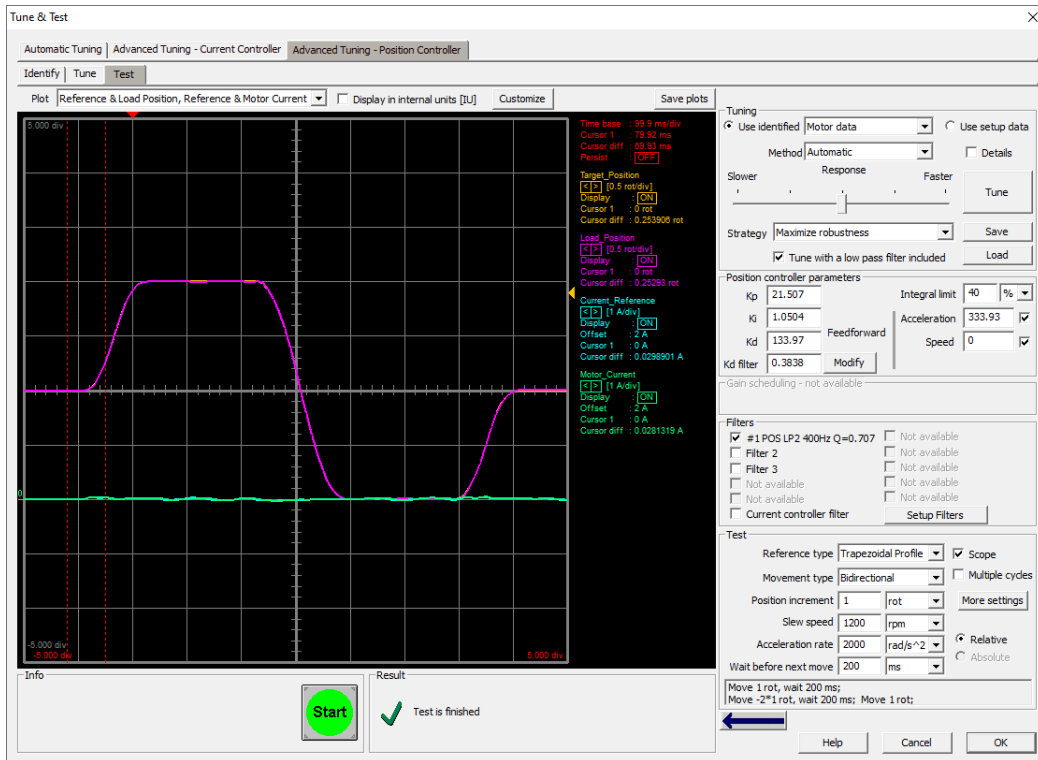 Tune & Test
Automatic Tuning Advanced Tuning - Current Controller Advanced Tuning - Position Controller
Identify Tune Test
Plot Reference & Load Position, Reference & Motor Current Display in internal units [IU] Customize Save plots
5.000 div
Time base : 99.9 ms/div
Cursor 1 : 79.92 ms
Cursor diff : 69.93 ms
Persist : OFF
Target_Position
< > [0.5 rot/div]
Display : ON
Cursor 1 : 0 rot
Cursor diff : 0.253906 rot
Load_Position
< > [0.5 rot/div]
Display : ON
Cursor 1 : 0 rot
Cursor diff : 0.25293 rot
Current_Reference
< > [1 A/div]
Display : ON
Offset : 2 A
Cursor 1 : 0 A
Cursor diff : 0.0298901 A
Motor_Current
< > [1 A/div]
Display : ON
Offset : 2 A
Cursor 1 : 0 A
Cursor diff : 0.0281319 A
0
-5.000 div
-5.000 div 5.000 div
Tuning
Use identified Motor data Use setup data
Method Automatic Details
Slower Response Faster
Tune
Strategy Maximize robustness Save
Tune with a low pass filter included Load
Position controller parameters
Kp 21.507 Integral limit 40 %
Ki 1.0504 Acceleration 333.93
Feedforward
Kd 133.97 Speed 0
Kd filter 0.3838 Modify
Gain scheduling - not available
Filters
#1 POS LP2 400Hz Q=0.707 Not available
Filter 2 Not available
Filter 3 Not available
Not available Not available
Not available Not available
Current controller filter Setup Filters
Test
Reference type Trapezoidal Profile Scope
Movement type Bidirectional Multiple cycles
Position increment 1 rot More settings
Slew speed 1200 rpm
Acceleration rate 2000 rad/s^2 Relative
Absolute
Wait before next move 200 ms
Move 1 rot, wait 200 ms;
Move -2*1 rot, wait 200 ms; Move 1 rot;
Info
Start
Result
Test is finished
Help Cancel OK